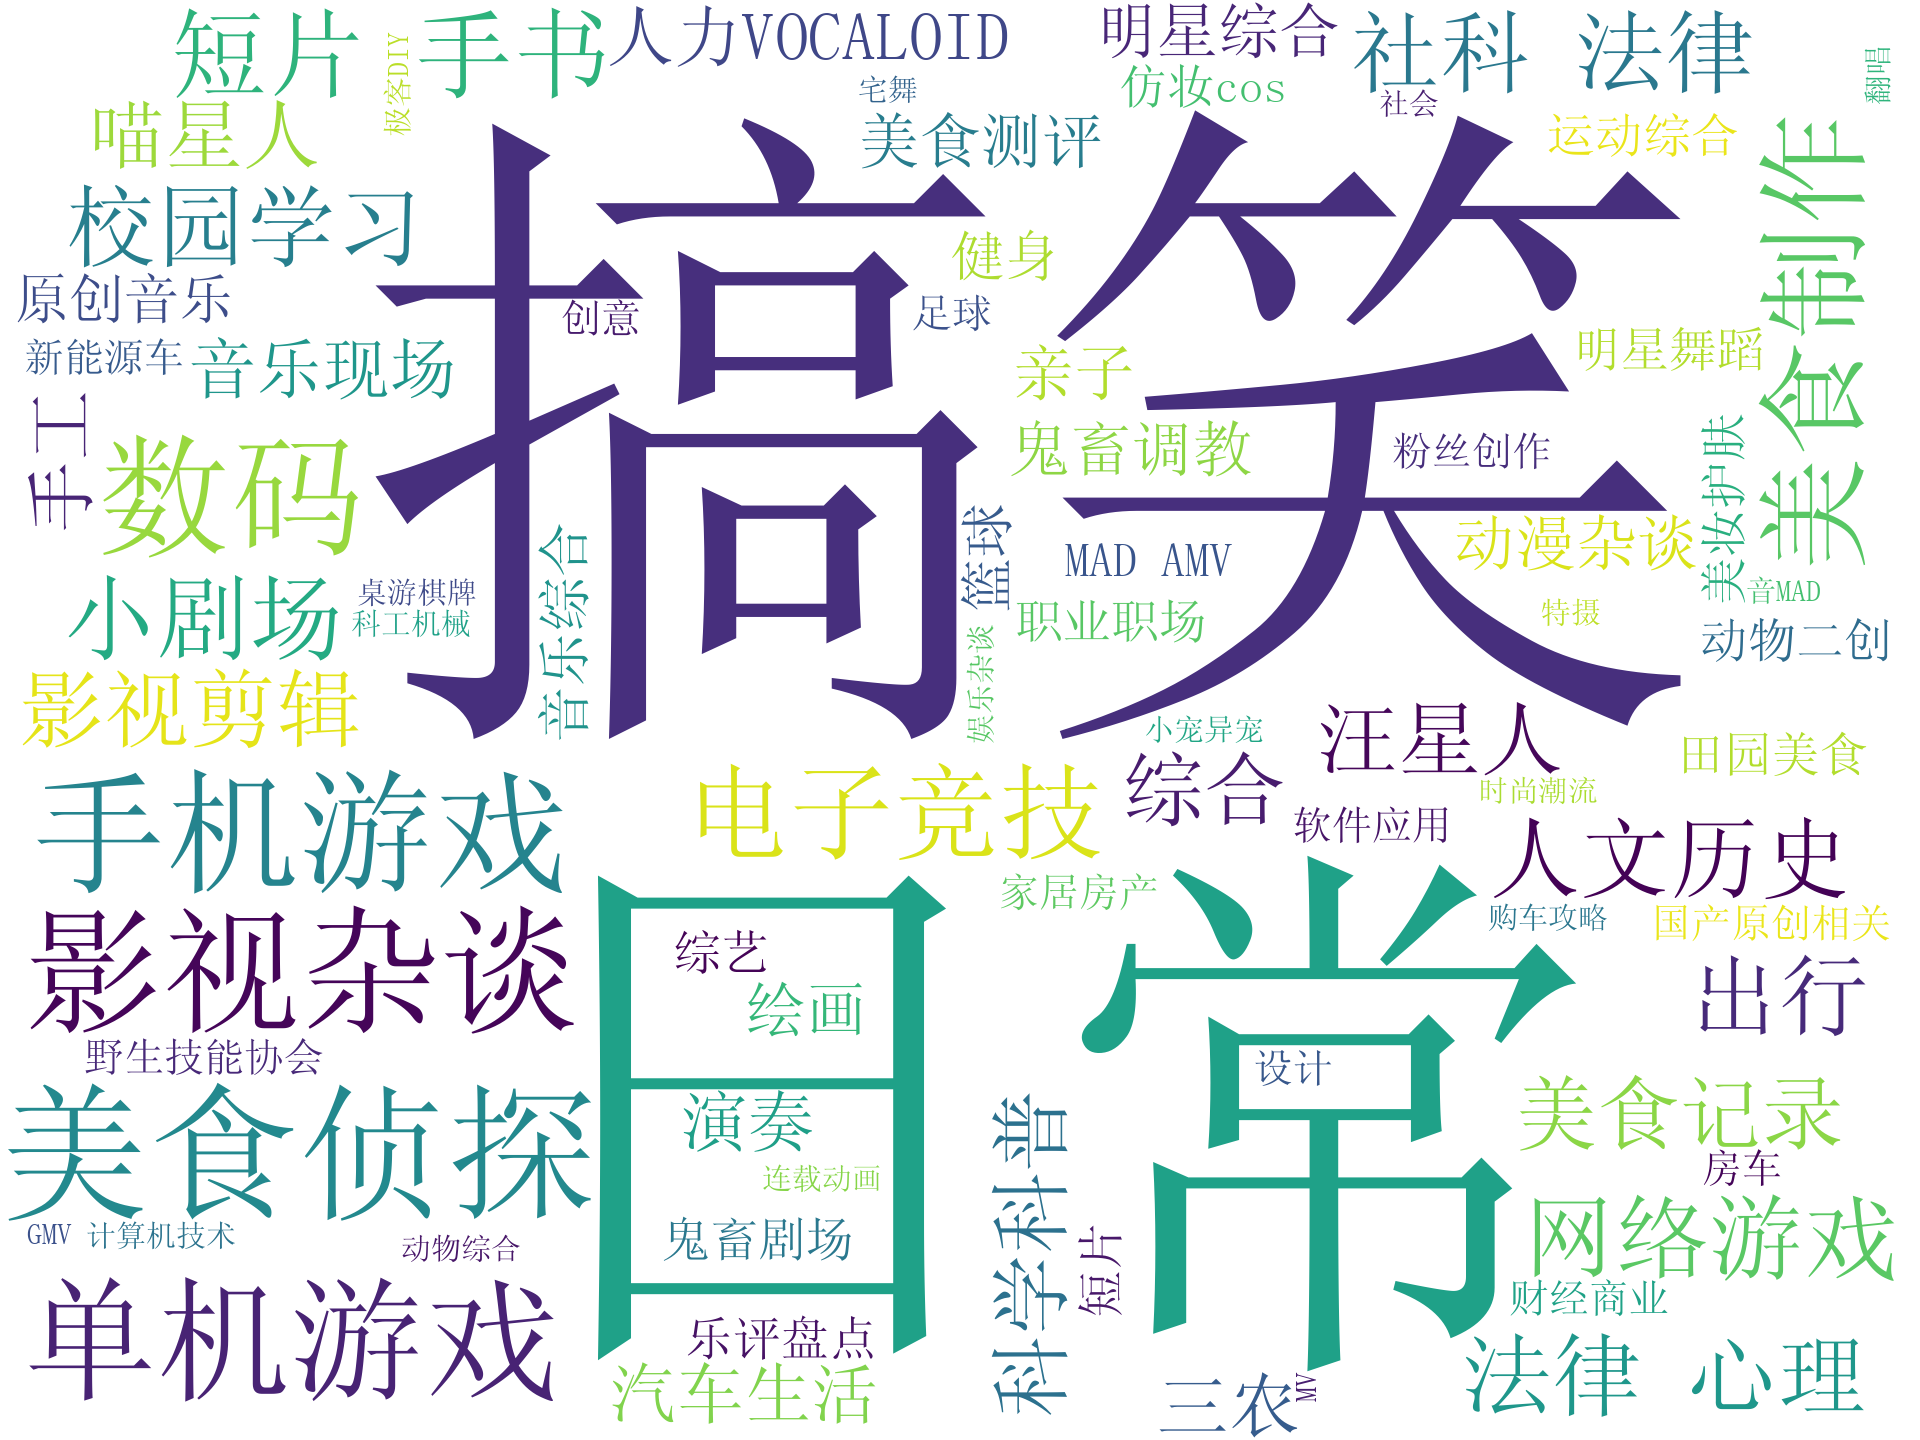 短片
手书
人力VOCALOID
明星综合
社科 法律
极客DIY
宅舞
仿妆cos
社会
翻唱
喵星人
美食测评
运动综合
美食制作
搞笑
校园学习
健身
原创音乐
创意
足球
新能源车
音乐现场
亲子
明星舞蹈
手工
数码
鬼畜调教
粉丝创作
美妆护肤
音乐综合
篮球
MAD AMV
动漫杂谈
小剧场
桌游棋牌
科工机械
职业职场
特摄
音MAD
动物二创
娱乐杂谈
影视剪辑
小宠异宠
汪星人
田园美食
手机游戏
电子竞技
综合
时尚潮流
软件应用
人文历史
家居房产
购车攻略
国产原创相关
影视杂谈
日常
综艺
绘画
出行
野生技能协会
设计
美食侦探
演奏
科学科普
美食记录
连载动画
房车
GMV
计算机技术
动物综合
鬼畜剧场
短片
网络游戏
单机游戏
财经商业
乐评盘点
汽车生活
三农
MV
法律 心理